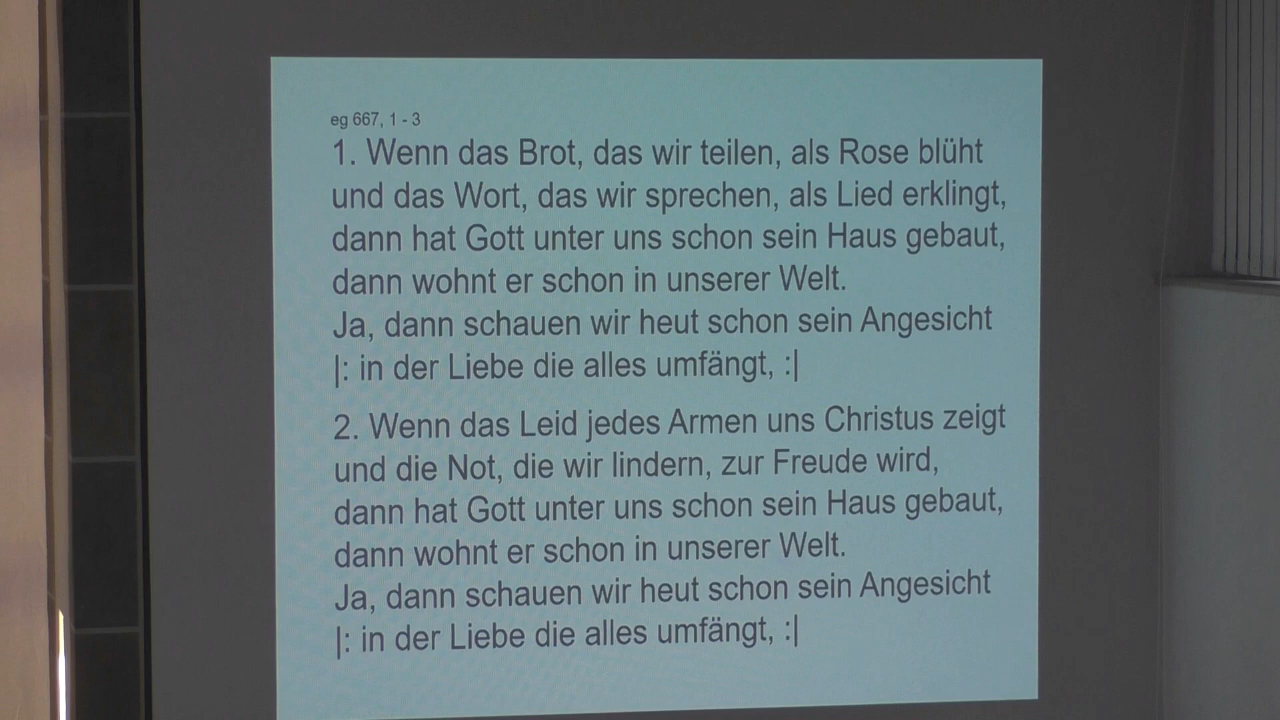 eg 667, 1 - 3
1. Wenn das Brot, das wir teilen, als Rose blüht
und das Wort, das wir sprechen, als Lied erklingt,
dann hat Gott unter uns schon sein Haus gebaut,
dann wohnt er schon in unserer Welt.
Ja, dann schauen wir heut schon sein Angesicht
|: in der Liebe die alles umfängt, :|
2. Wenn das Leid jedes Armen uns Christus zeigt
und die Not, die wir lindern, zur Freude wird,
dann hat Gott unter uns schon sein Haus gebaut,
dann wohnt er schon in unserer Welt.
Ja, dann schauen wir heut schon sein Angesicht
|: in der Liebe die alles umfängt, :|